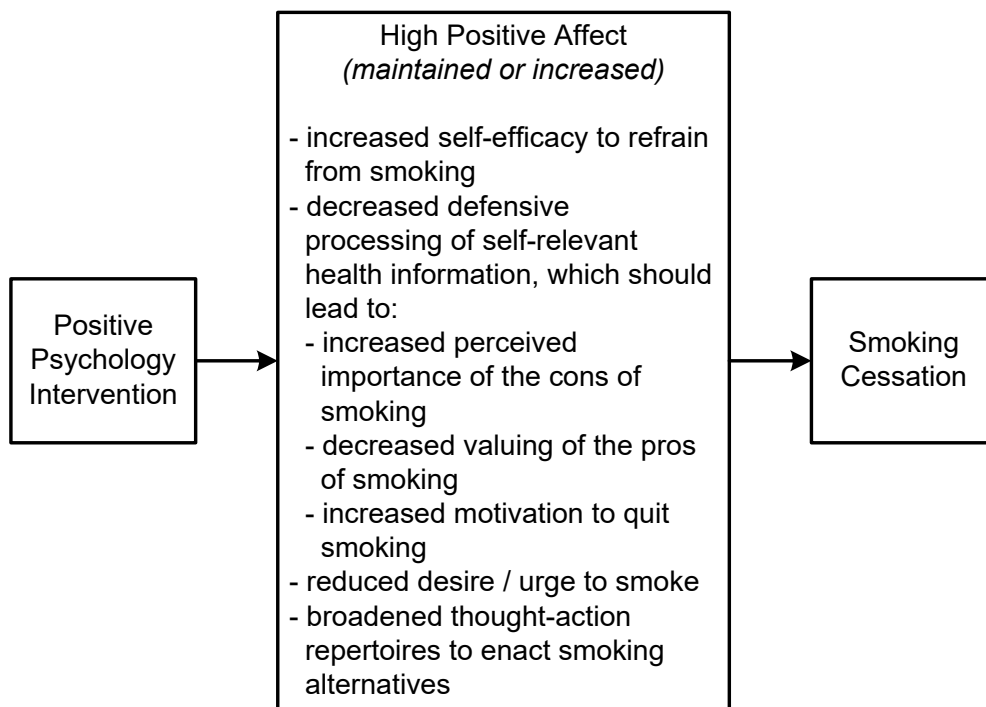 High Positive Affect
(maintained or increased)
- increased self-efficacy to refrain
from smoking
- decreased defensive
processing of self-relevant
health information, which should
lead to:
- increased perceived
importance of the cons of
smoking
- decreased valuing of the pros
of smoking
- increased motivation to quit
smoking
- reduced desire / urge to smoke
- broadened thought-action
repertoires to enact smoking
alternatives
Positive
Psychology
Intervention
Smoking
Cessation